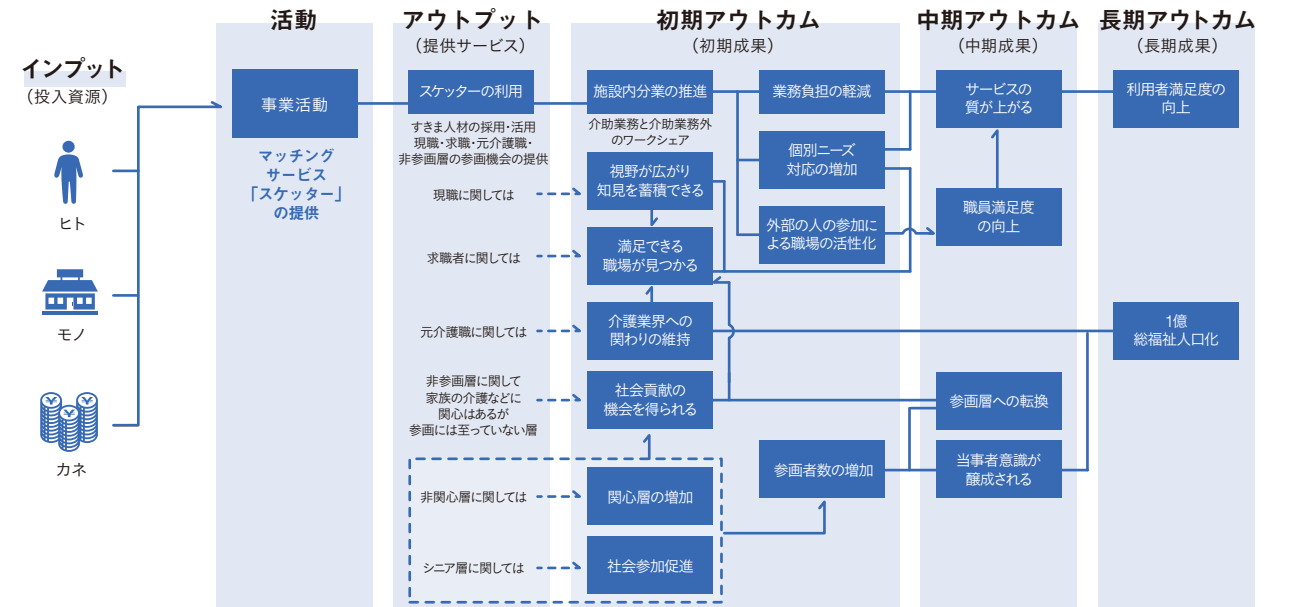 インプット
(投入資源)
ヒト
モノ
カネ
活動
事業活動
マッチング
サービス
「スケッター」
の提供
アウトプット
(提供サービス)
スケッターの利用
すきま人材の採用・活用
現職・求職・元介護職・
非参画層の参画機会の提供
現職に関しては
求職者に関しては
元介護職に関しては
非参画層に関して
家族の介護などに
関心はあるが
参画には至っていない層
非関心層に関しては
シニア層に関しては
初期アウトカム
(初期成果)
施設内分業の推進
介助業務と介助業務外
のワークシェア
視野が広がり
知見を蓄積できる
満足できる
職場が見つかる
介護業界への
関わりの維持
社会貢献の
機会を得られる
関心層の増加
社会参加促進
業務負担の軽減
個別ニーズ
対応の増加
外部の人の参加に
よる職場の活性化
参画者数の増加
中期アウトカム
(中期成果)
サービスの
質が上がる
職員満足度
の向上
参画層への転換
当事者意識が
醸成される
長期アウトカム
(長期成果)
利用者満足度の
向上
1億
総福祉人口化